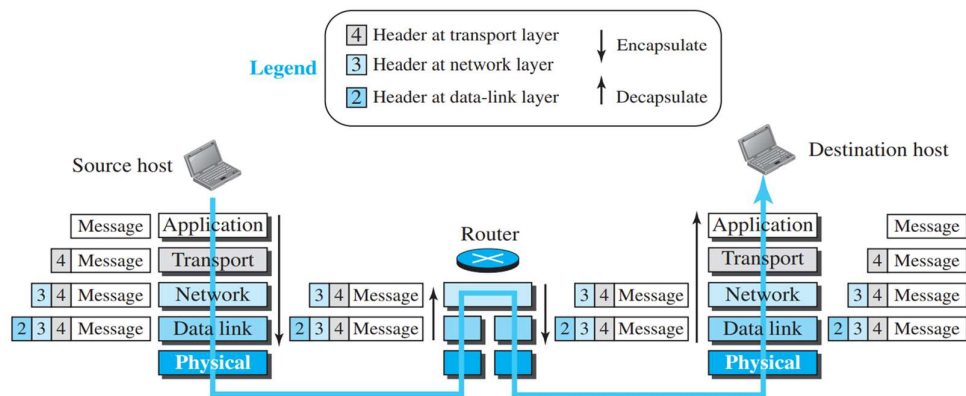 4 Header at transport layer
Encapsulate
Legend
3 Header at network layer
2 Header at data-link layer
Decapsulate
Source host
Destination host
Message Application
Application Message
Router
4 Message Transport
Transport 4 Message
3 4 Message Network
3 4 Message
3 4 Message
Network 3 4 Message
2 3 4 Message Data link
2 3 4 Message
2 3 4 Message
Data link 2 3 4 Message
Physical
Physical